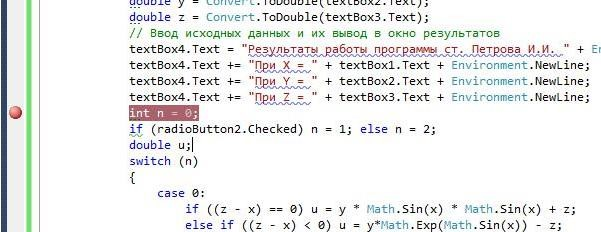 double y = Convert.ToDouble(textBox2.Text);
double z = Convert.ToDouble(textBox3.Text);
// Ввод исходных данных и их вывод в окно результатов
textBox4.Text = "Результаты работы программы ст. Петрова И.И. " + E
textBox4.Text += "При X = " + textBox1.Text + Environment.NewLine;
textBox4.Text += "При Y = " + textBox2.Text + Environment.NewLine;
textBox4.Text += "При Z = " + textBox3.Text + Environment.NewLine;
int n = 0;
if (radioButton2.Checked) n = 1; else n = 2;
double u;
switch (n)
{
case 0:
if ((z - x) == 0) u = y * Math.Sin(x) * Math.Sin(x) + z;
else if ((z - x) < 0) u = y*Math.Exp(Math.Sin(x)) - z;